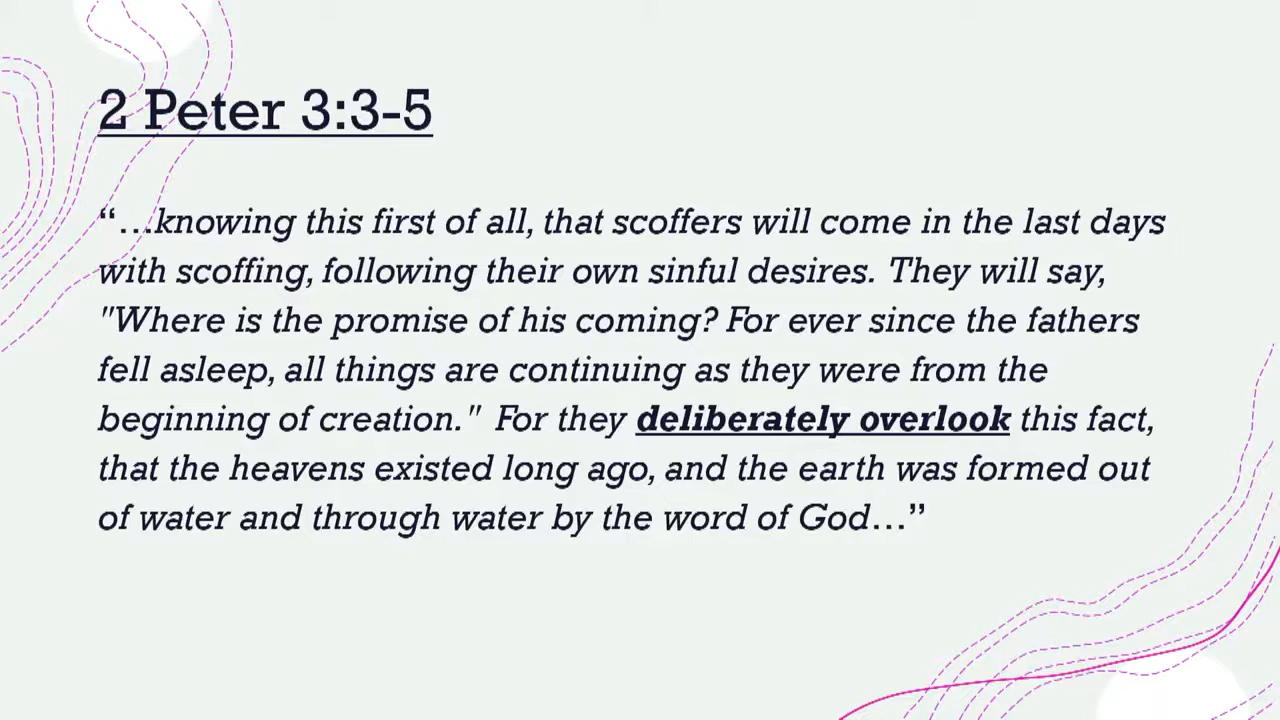 2 Peter 3:3-5
“…knowing this first of all, that scoffers will come in the last days
with scoffing, following their own sinful desires. They will say,
"Where is the promise of his coming? For ever since the fathers
fell asleep, all things are continuing as they were from the
beginning of creation." For they deliberately overlook this fact,
that the heavens existed long ago, and the earth was formed out
of water and through water by the word of God…”